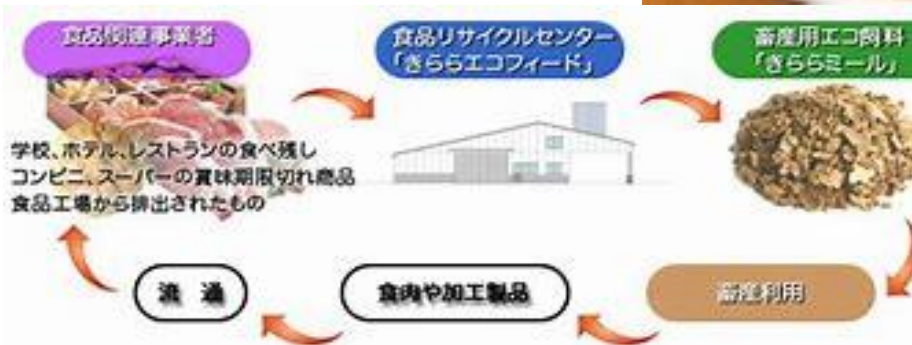 食品関連事業者
学校、ホテル、レストランの食べ残し
コンビニ、スーパーの賞味期限切れ商品
食品工場から排出されたもの
食品リサイクルセンター
「きららエコフィード」
畜産用エコ飼料
「きららミール」
畜産利用
食肉や加工製品
流通